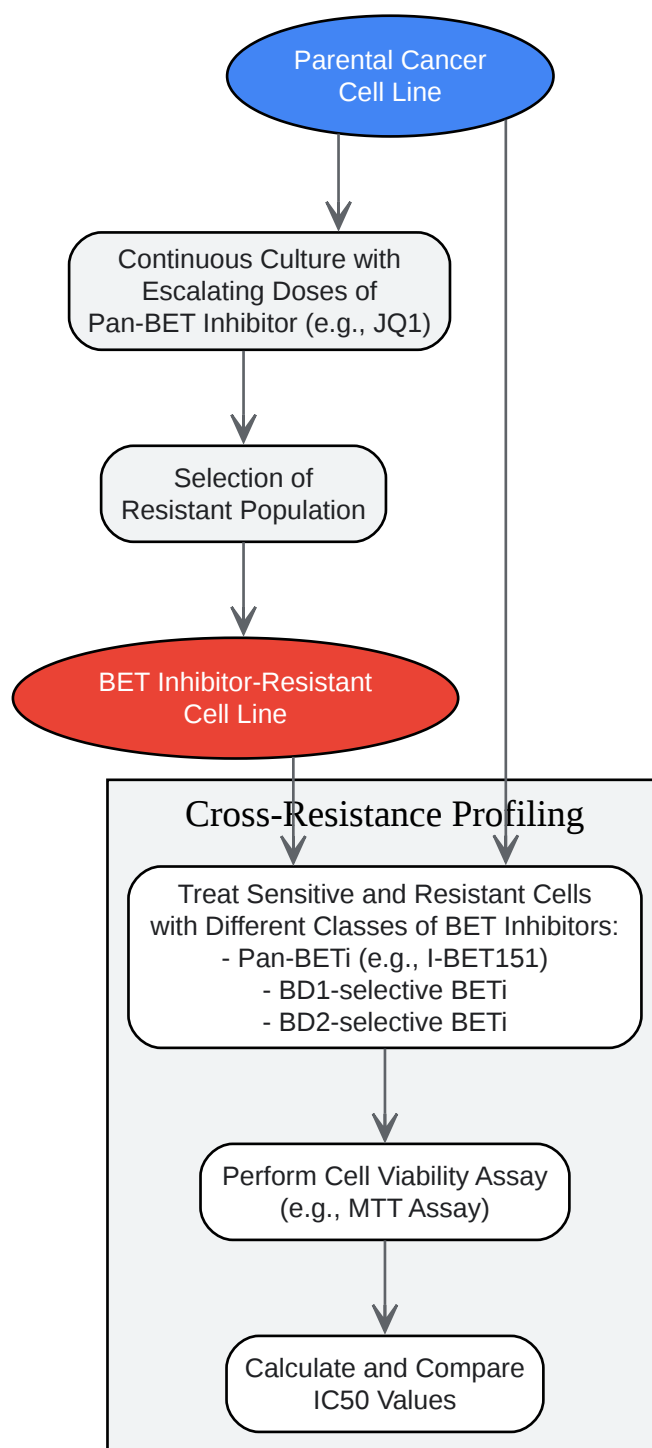 Parental Cancer
Cell Line
Continuous Culture with
Escalating Doses of
Pan-BET Inhibitor (e.g., JQ1)
Selection of
Resistant Population
BET Inhibitor-Resistant
Cell Line
Cross-Resistance Profiling
Treat Sensitive and Resistant Cells
with Different Classes of BET Inhibitors:
- Pan-BETi (e.g., I-BET151)
- BD1-selective BETi
- BD2-selective BETi
Perform Cell Viability Assay
(e.g., MTT Assay)
Calculate and Compare
IC50 Values